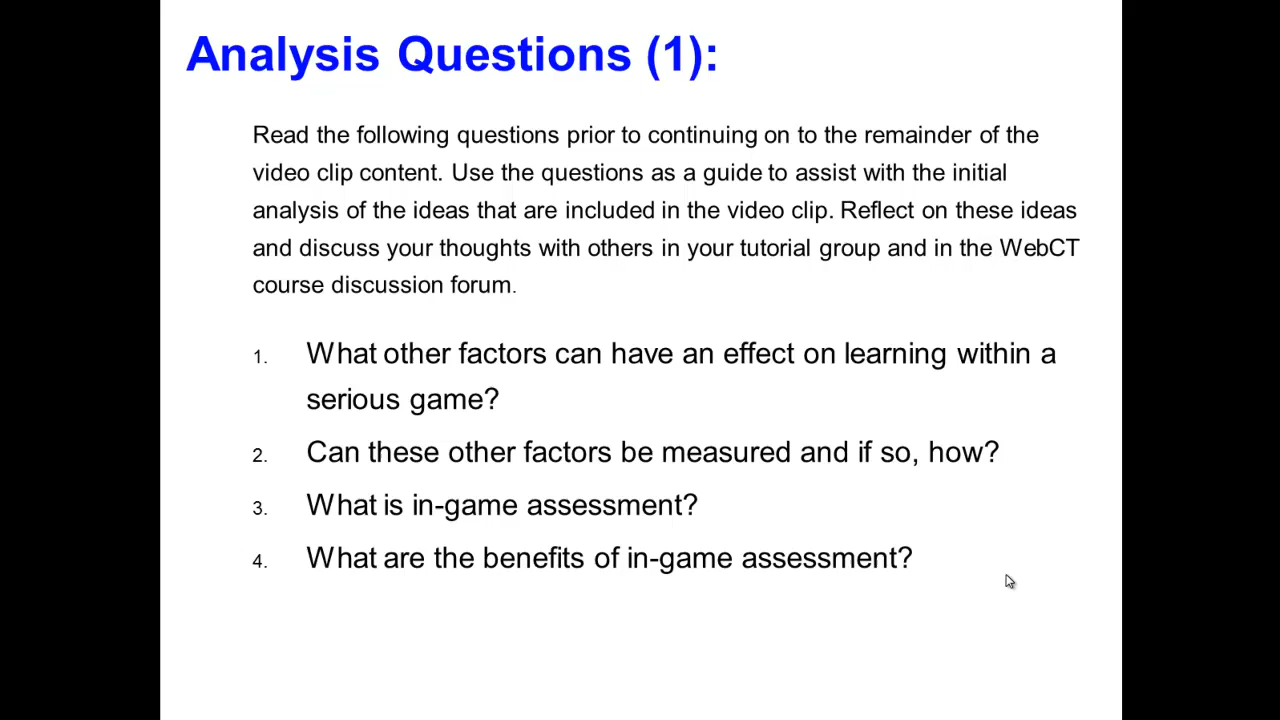 Analysis Questions (1):
Read the following questions prior to continuing on to the remainder of the
video clip content. Use the questions as a guide to assist with the initial
analysis of the ideas that are included in the video clip. Reflect on these ideas
and discuss your thoughts with others in your tutorial group and in the WebCT
course discussion forum.
1. What other factors can have an effect on learning within a
serious game?
2. Can these other factors be measured and if so, how?
3. What is in-game assessment?
4. What are the benefits of in-game assessment?